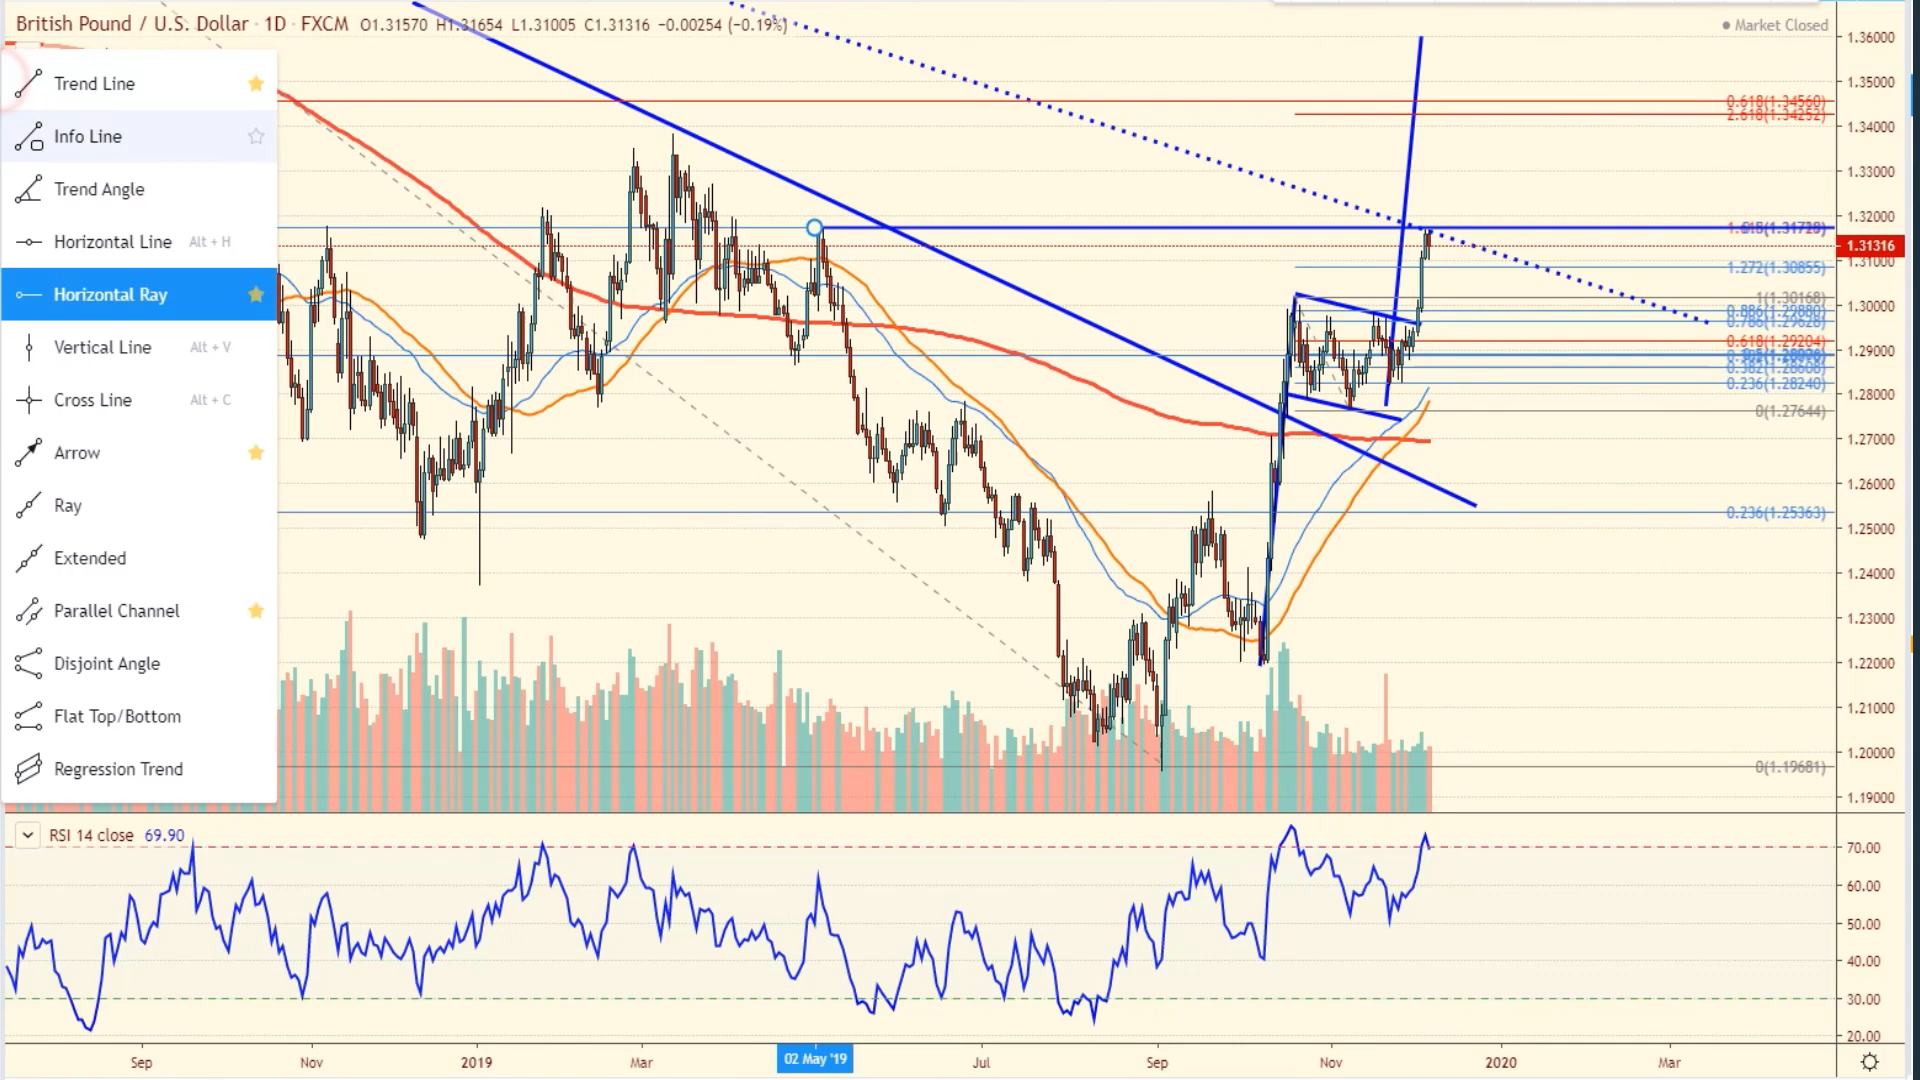 British Pound / U.S. Dollar · 1D · FXCM O1.31570 H1.31654 L1.31005 C1.31316 −0.00254 (−0.19%)
Market Closed
Trend Line
Info Line
Trend Angle
Horizontal Line Alt + H
Horizontal Ray
Vertical Line Alt + V
Cross Line Alt + C
Arrow
Ray
Extended
Parallel Channel
Disjoint Angle
Flat Top/Bottom
Regression Trend
0.618(1.34560)
2.618(1.34252)
1.272(1.30855)
1(1.30168)
0.886(1.29880)
0.786(1.29628)
0.618(1.29204)
0.382(1.28608)
0.236(1.28240)
0(1.27644)
0.236(1.25363)
0(1.19681)
1.36000
1.35000
1.34000
1.33000
1.32000
1.31316
1.31000
1.30000
1.29000
1.28000
1.27000
1.26000
1.25000
1.24000
1.23000
1.22000
1.21000
1.20000
1.19000
RSI 14 close 69.90
70.00
60.00
50.00
40.00
30.00
20.00
Sep Nov 2019 Mar 02 May '19 Jul Sep Nov 2020 Mar